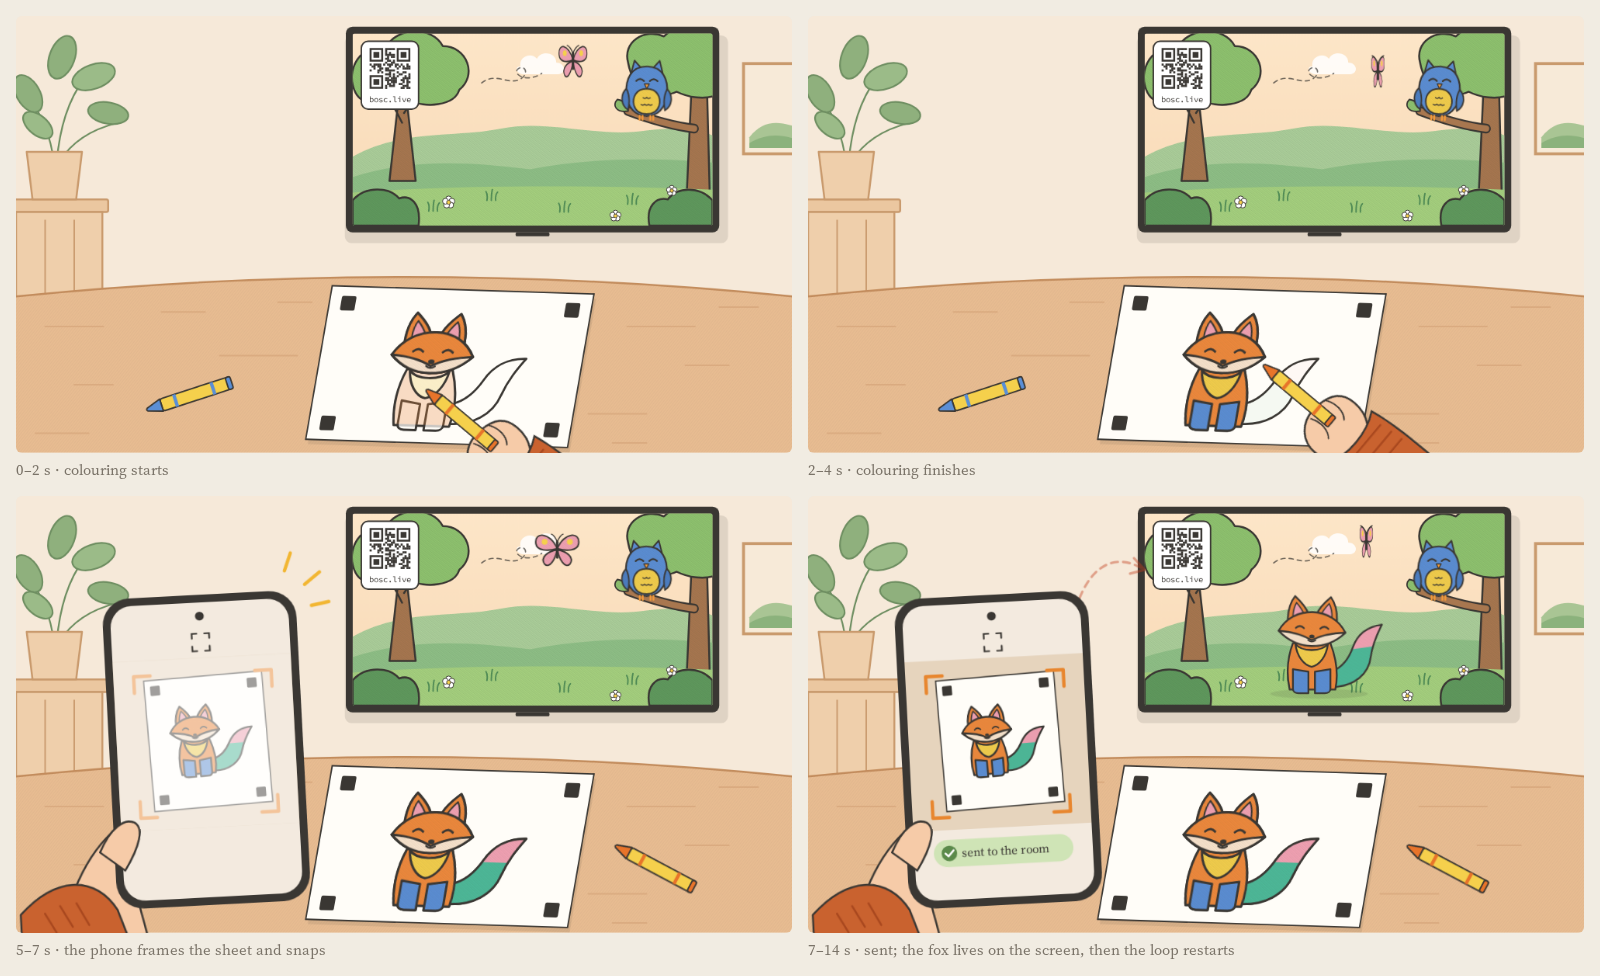 bosc.live
bosc.live
0–2 s · colouring starts
2–4 s · colouring finishes
bosc.live
bosc.live
sent to the room
5–7 s · the phone frames the sheet and snaps
7–14 s · sent; the fox lives on the screen, then the loop restarts